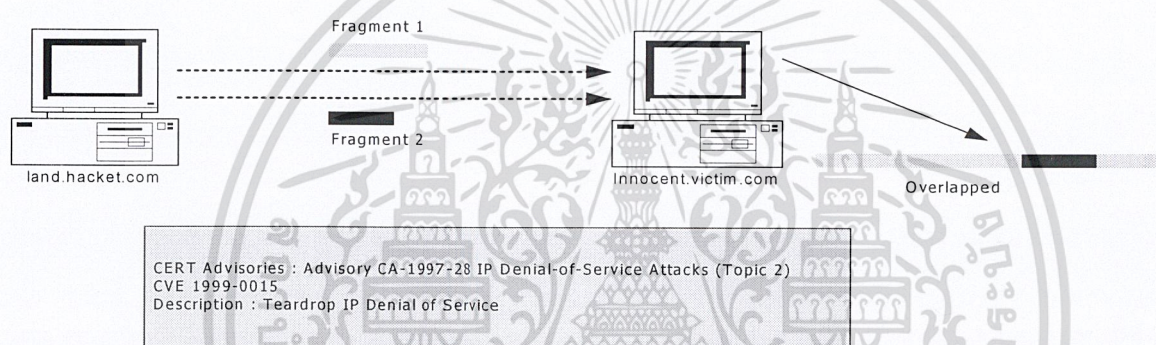 Fragment 1
Fragment 2
land.hacket.com
Innocent.victim.com
Overlapped
CERT Advisories : Advisory CA-1997-28 IP Denial-of-Service Attacks (Topic 2)
CVE 1999-0015
Description : Teardrop IP Denial of Service